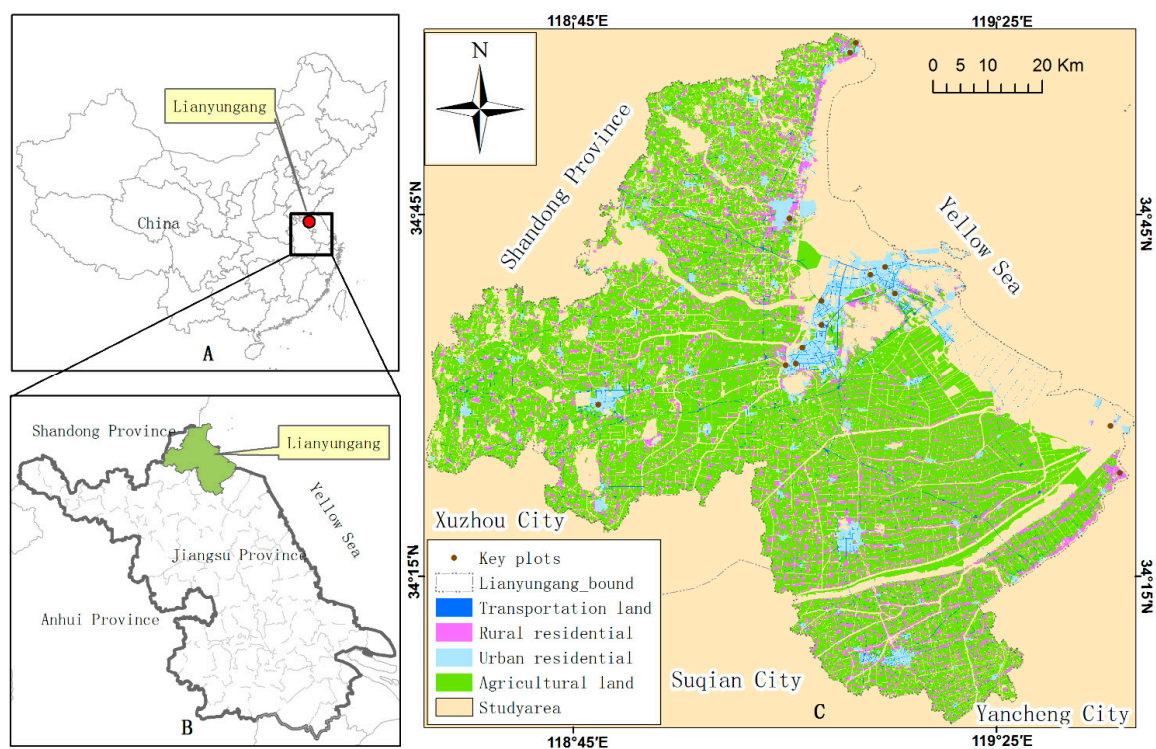 Lianyungang
China
A
Shandong Province
Lianyungang
Yellow Sea
Jiangsu Province
Anhui Province
B
118°45′E
119°25′E
N
0 5 10 20 Km
Shandong Province
Yellow Sea
34°45′N
34°45′N
Xuzhou City
Key plots
Lianyungang_bound
Transportation land
Rural residential
Urban residential
Agricultural land
Studyarea
34°15′N
34°15′N
Suqian City
C
Yancheng City
118°45′E
119°25′E